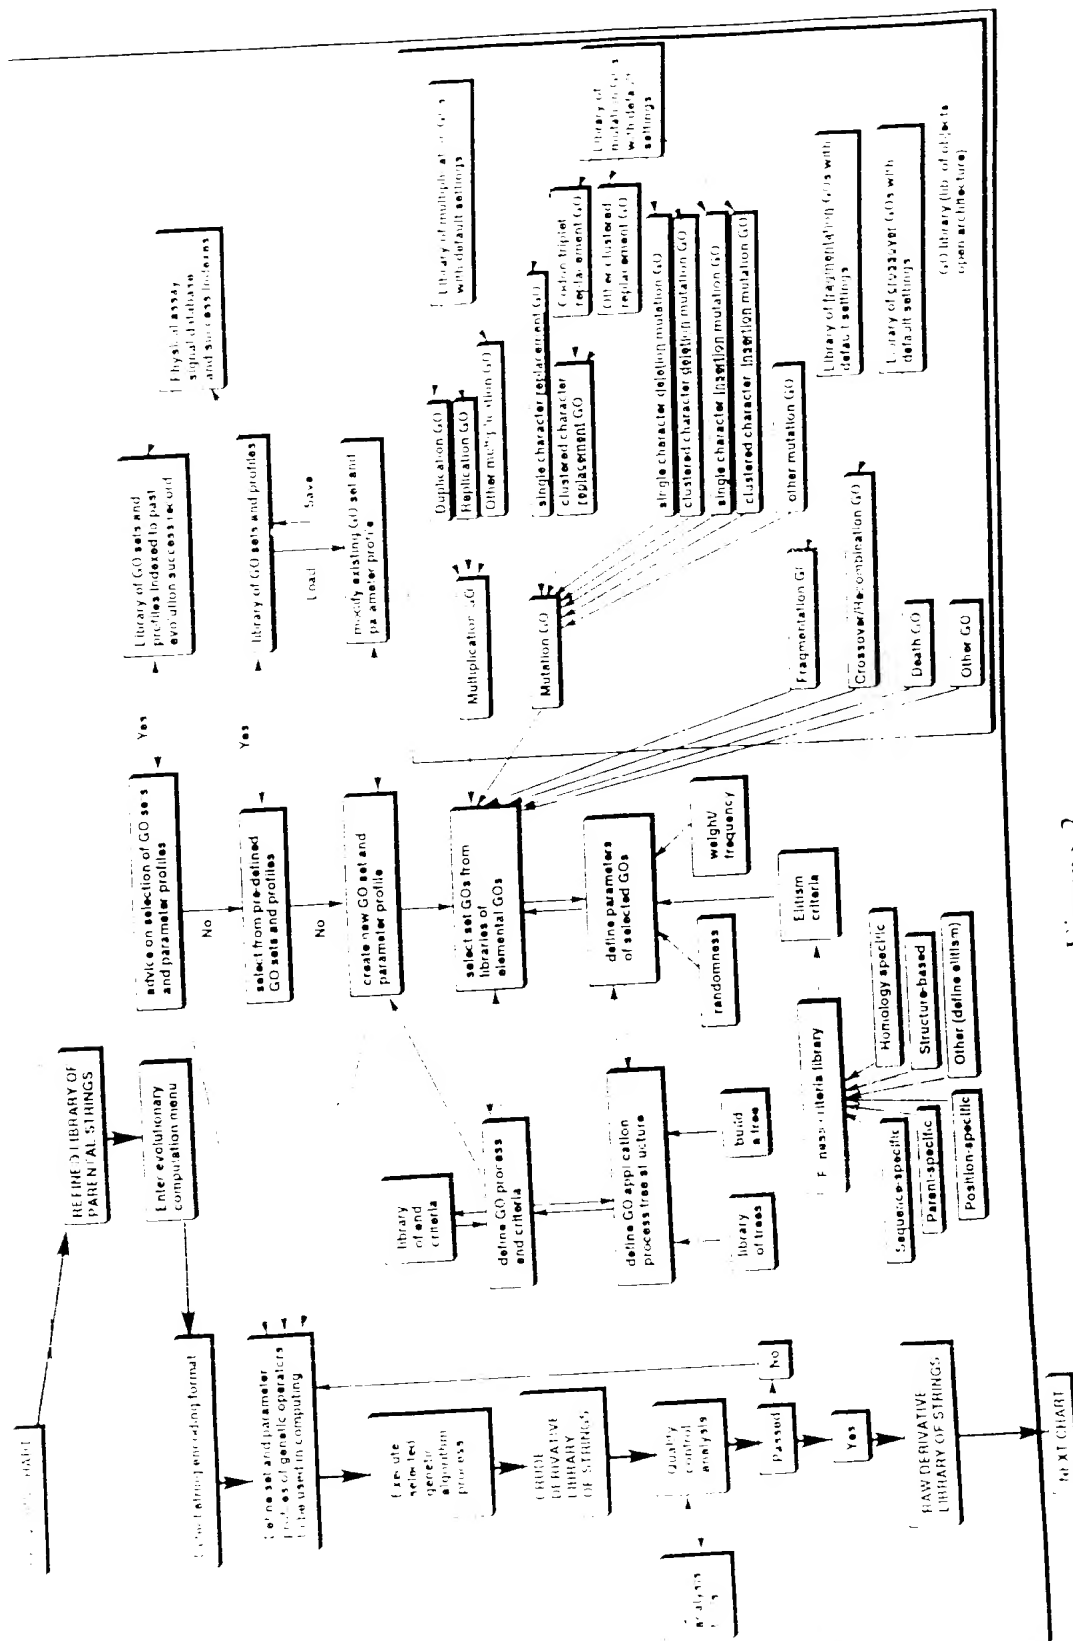 CHART
REFINED LIBRARY OF
PARENTAL STRINGS
Enter evolutionary
computation menu
string encoding format
set and parameter
of genetic operators
used in computing
Execute
selected
genetic
algorithm
process
CRUDE
DERIVATIVE
LIBRARY
OF STRINGS
Quality
control
analysis
analysis
Passed
No
Yes
RAW DERIVATIVE
LIBRARY OF STRINGS
NEXT CHART
library
of end
criteria
define GO process
end criteria
define GO application
process tree structure
library
of trees
build
a tree
advice on selection of GO sets
and parameter profiles
Yes
No
select from pre-defined
GO sets and profiles
Yes
No
create new GO set and
parameter profile
select set GOs from
libraries of
elemental GOs
define parameters
of selected GOs
randomness
weight/
frequency
Elitism
criteria
Fitness criteria library
Sequence-specific
Parent-specific
Position-specific
Homology specific
Structure-based
Other (define elitism)
Library of GO sets and
profiles indexed to past
evolution success record
Physical assay
signal database
and success indexes
library of GO sets and profiles
Load
Save
modify existing GO set and
parameter profile
Multiplication GO
Duplication GO
Replication GO
Other multiplication GO
Library of multiplication GOs
with default settings
Mutation GO
single character replacement GO
clustered character
replacement GO
Codon triplet
replacement GO
Other clustered
replacement GO
Library of
mutation GOs
with default
settings
single character deletion mutation GO
clustered character deletion mutation GO
single character insertion mutation GO
clustered character insertion mutation GO
other mutation GO
Fragmentation GO
Library of fragmentation GOs with
default settings
Crossover/Recombination GO
Library of crossover GOs with
default settings
Death GO
Other GO
GO library (lib. of objects
open architecture)